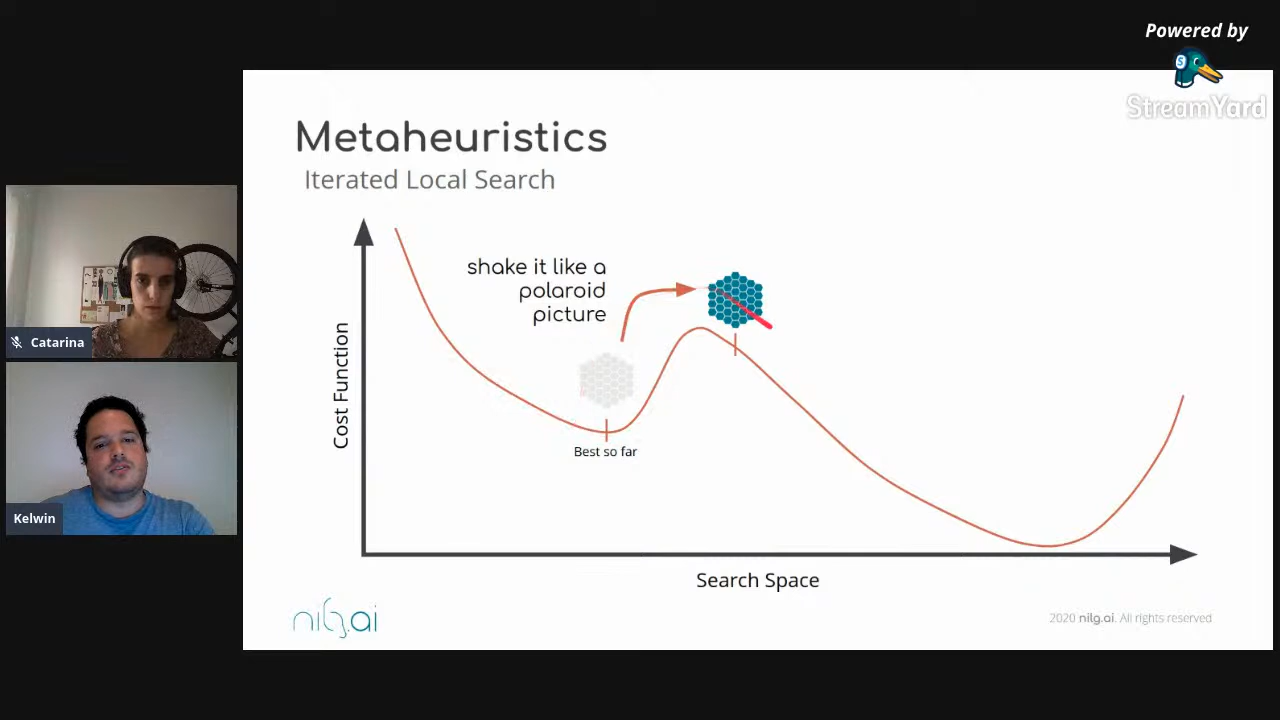 Powered by
StreamYard
Metaheuristics
Iterated Local Search
shake it like a
polaroid
picture
Cost Function
Best so far
Search Space
Catarina
Kelwin
nilg.ai
2020 nilg.ai. All rights reserved